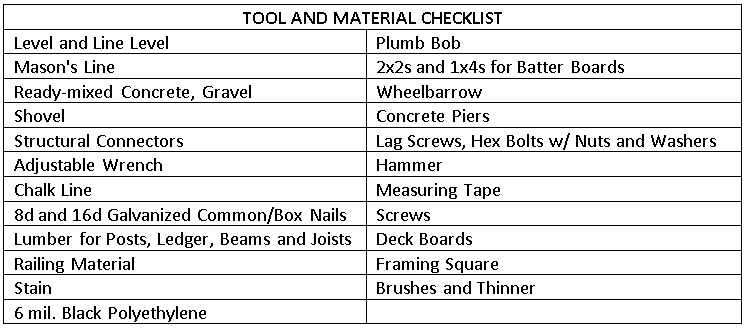 TOOL AND MATERIAL CHECKLIST
Level and Line Level Plumb Bob
Mason's Line 2x2s and 1x4s for Batter Boards
Ready-mixed Concrete, Gravel Wheelbarrow
Shovel Concrete Piers
Structural Connectors Lag Screws, Hex Bolts w/ Nuts and Washers
Adjustable Wrench Hammer
Chalk Line Measuring Tape
8d and 16d Galvanized Common/Box Nails Screws
Lumber for Posts, Ledger, Beams and Joists Deck Boards
Railing Material Framing Square
Stain Brushes and Thinner
6 mil. Black Polyethylene